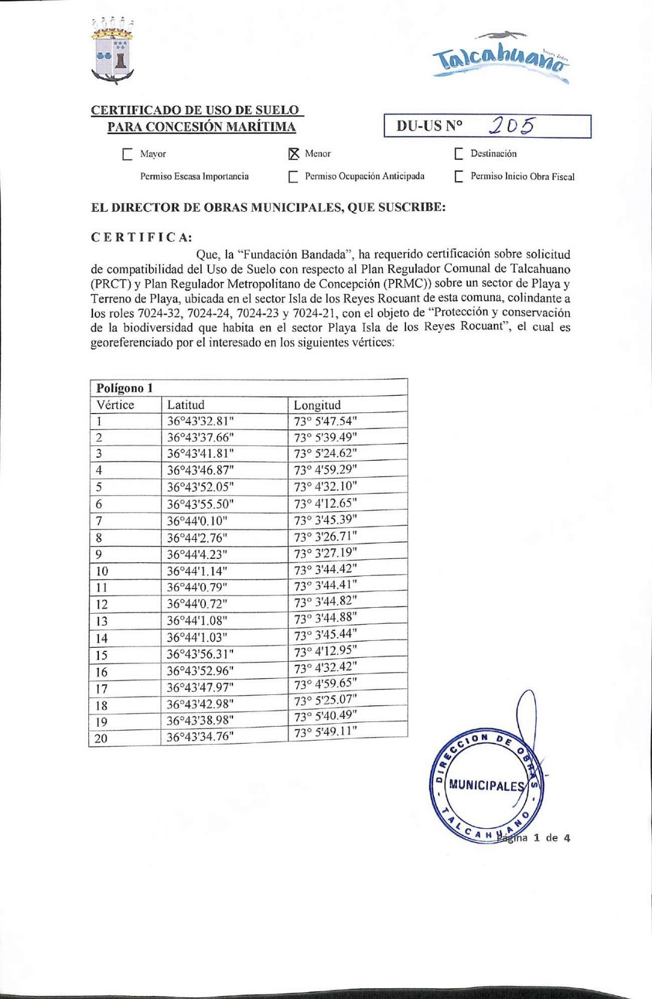 Talcahuano
CERTIFICADO DE USO DE SUELO
PARA CONCESIÓN MARÍTIMA
DU-US Nº 205
Mayor
Menor
Destinación
Permiso Escasa Importancia
Permiso Ocupación Anticipada
Permiso Inicio Obra Fiscal
EL DIRECTOR DE OBRAS MUNICIPALES, QUE SUSCRIBE:
C E R T I F I C A:
Que, la “Fundación Bandada”, ha requerido certificación sobre solicitud
de compatibilidad del Uso de Suelo con respecto al Plan Regulador Comunal de Talcahuano
(PRCT) y Plan Regulador Metropolitano de Concepción (PRMC)) sobre un sector de Playa y
Terreno de Playa, ubicada en el sector Isla de los Reyes Rocuant de esta comuna, colindante a
los roles 7024-32, 7024-24, 7024-23 y 7024-21, con el objeto de “Protección y conservación
de la biodiversidad que habita en el sector Playa Isla de los Reyes Rocuant”, el cual es
georeferenciado por el interesado en los siguientes vértices:
Polígono 1
Vértice Latitud Longitud
1 36°43'32.81" 73° 5'47.54"
2 36°43'37.66" 73° 5'39.49"
3 36°43'41.81" 73° 5'24.62"
4 36°43'46.87" 73° 4'59.29"
5 36°43'52.05" 73° 4'32.10"
6 36°43'55.50" 73° 4'12.65"
7 36°44'0.10" 73° 3'45.39"
8 36°44'2.76" 73° 3'26.71"
9 36°44'4.23" 73° 3'27.19"
10 36°44'1.14" 73° 3'44.42"
11 36°44'0.79" 73° 3'44.41"
12 36°44'0.72" 73° 3'44.82"
13 36°44'1.08" 73° 3'44.88"
14 36°44'1.03" 73° 3'45.44"
15 36°43'56.31" 73° 4'12.95"
16 36°43'52.96" 73° 4'32.42"
17 36°43'47.97" 73° 4'59.65"
18 36°43'42.98" 73° 5'25.07"
19 36°43'38.98" 73° 5'40.49"
20 36°43'34.76" 73° 5'49.11"
DIRECCION DE OBRAS
MUNICIPALES
- TALCAHUANO -
Página 1 de 4